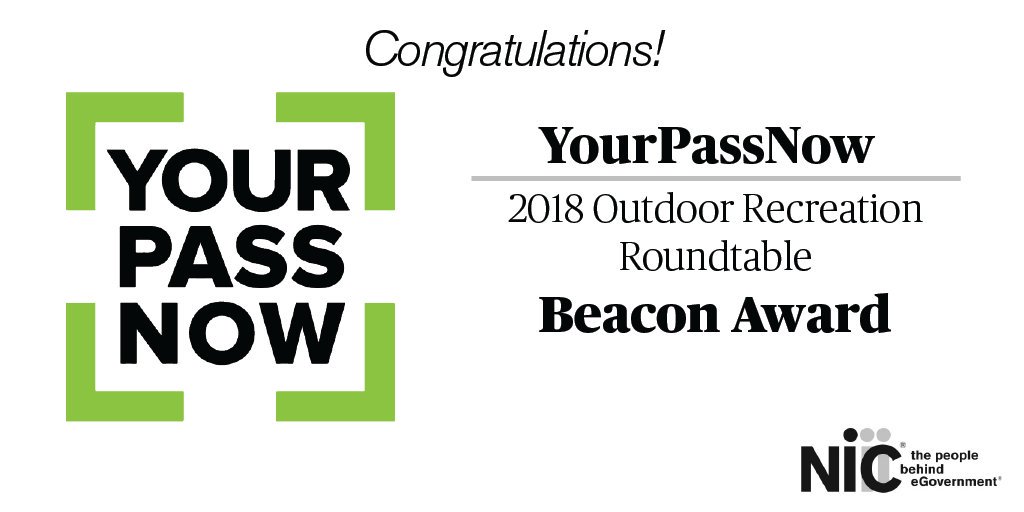 Congratulations!
YOUR
PASS
NOW
YourPassNow
2018 Outdoor Recreation
Roundtable
Beacon Award
NIC® the people
behind
eGovernment®